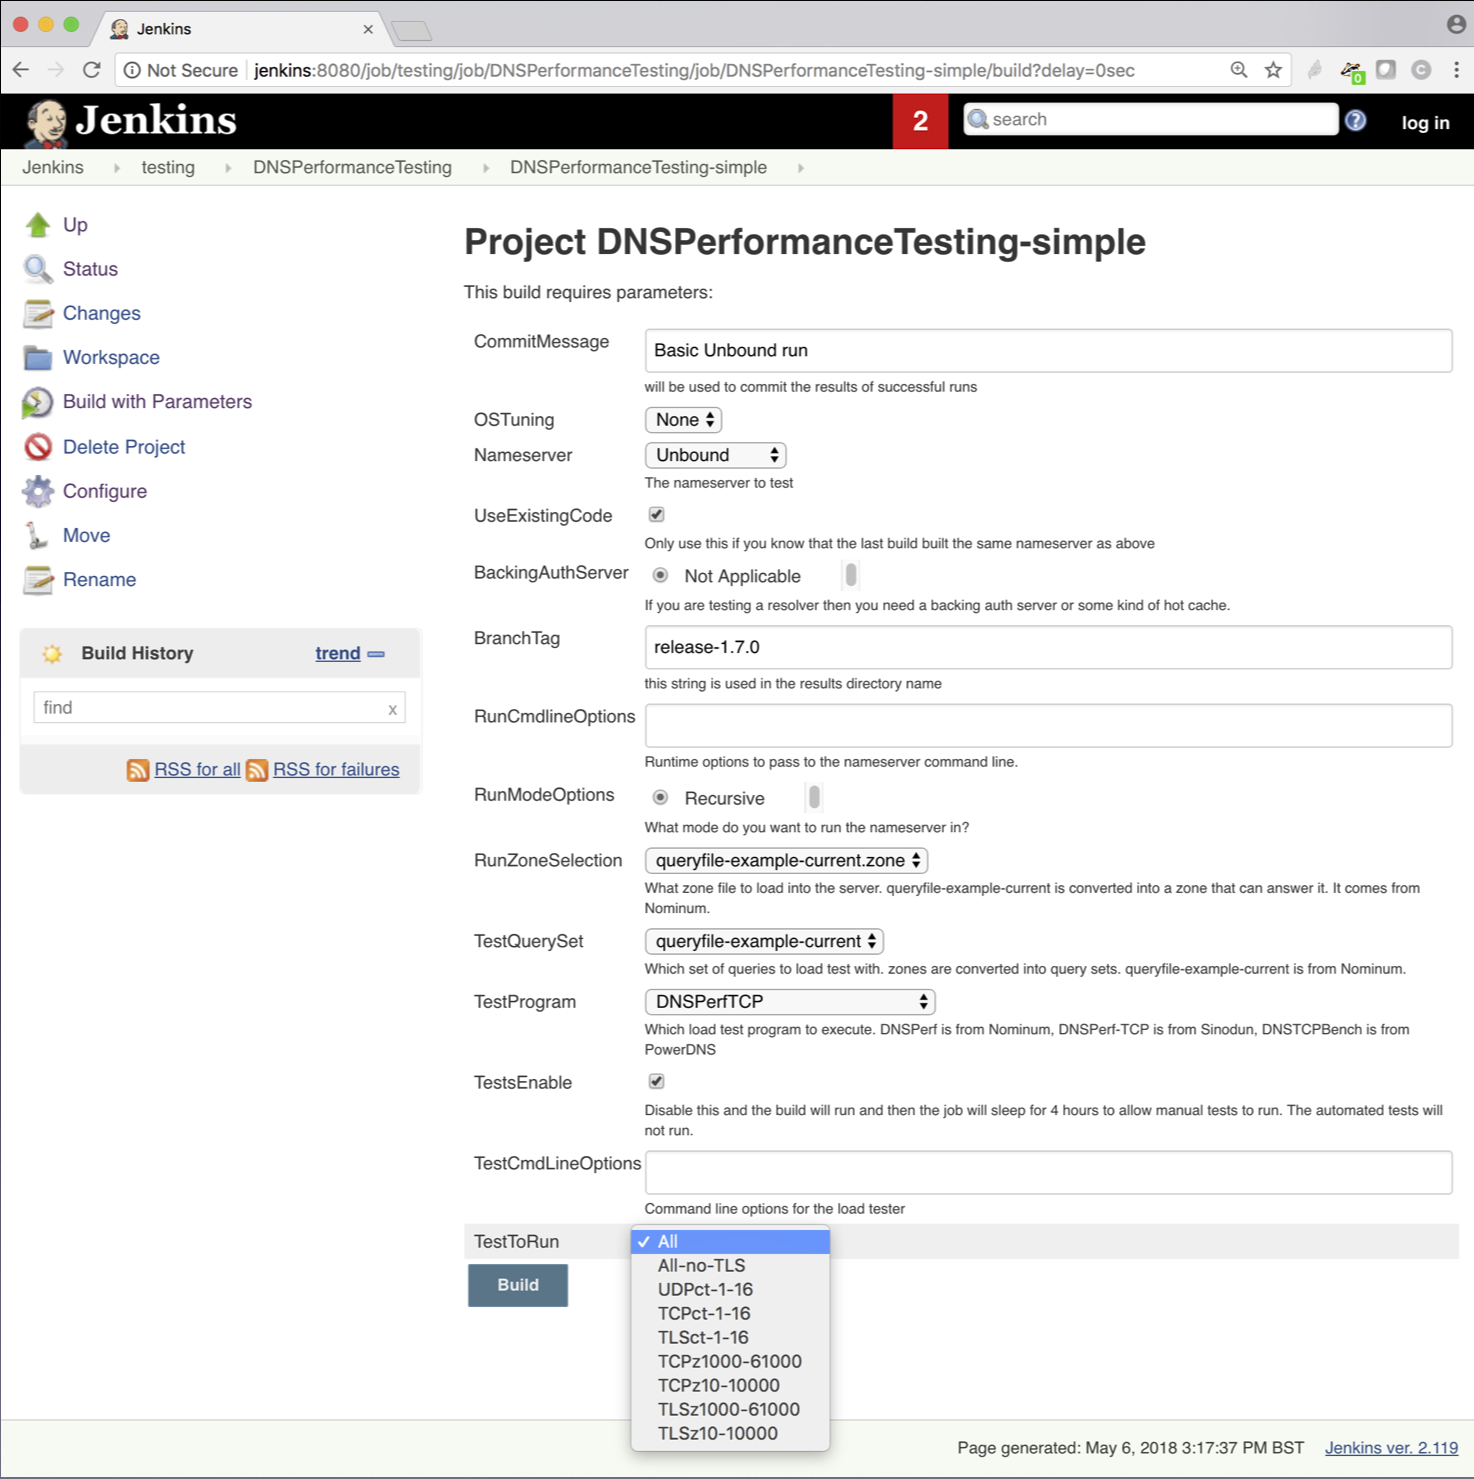 Jenkins
Not Secure jenkins:8080/job/testing/job/DNSPerformanceTesting/job/DNSPerformanceTesting-simple/build?delay=0sec
0
C
Jenkins
2
search
?
log in
Jenkins testing DNSPerformanceTesting DNSPerformanceTesting-simple
Up
Status
Changes
Workspace
Build with Parameters
Delete Project
Configure
Move
Rename
Build History
trend
find
x
RSS for all RSS for failures
Project DNSPerformanceTesting-simple
This build requires parameters:
CommitMessage
Basic Unbound run
will be used to commit the results of successful runs
OSTuning
None
Nameserver
Unbound
The nameserver to test
UseExistingCode
Only use this if you know that the last build built the same nameserver as above
BackingAuthServer
Not Applicable
If you are testing a resolver then you need a backing auth server or some kind of hot cache.
BranchTag
release-1.7.0
this string is used in the results directory name
RunCmdlineOptions
Runtime options to pass to the nameserver command line.
RunModeOptions
Recursive
What mode do you want to run the nameserver in?
RunZoneSelection
queryfile-example-current.zone
What zone file to load into the server. queryfile-example-current is converted into a zone that can answer it. It comes from
Nominum.
TestQuerySet
queryfile-example-current
Which set of queries to load test with. zones are converted into query sets. queryfile-example-current is from Nominum.
TestProgram
DNSPerfTCP
Which load test program to execute. DNSPerf is from Nominum, DNSPerf-TCP is from Sinodun, DNSTCPBench is from
PowerDNS
TestsEnable
Disable this and the build will run and then the job will sleep for 4 hours to allow manual tests to run. The automated tests will
not run.
TestCmdLineOptions
Command line options for the load tester
TestToRun
✓ All
All-no-TLS
UDPct-1-16
TCPct-1-16
TLSct-1-16
TCPz1000-61000
TCPz10-10000
TLSz1000-61000
TLSz10-10000
Build
Page generated: May 6, 2018 3:17:37 PM BST Jenkins ver. 2.119